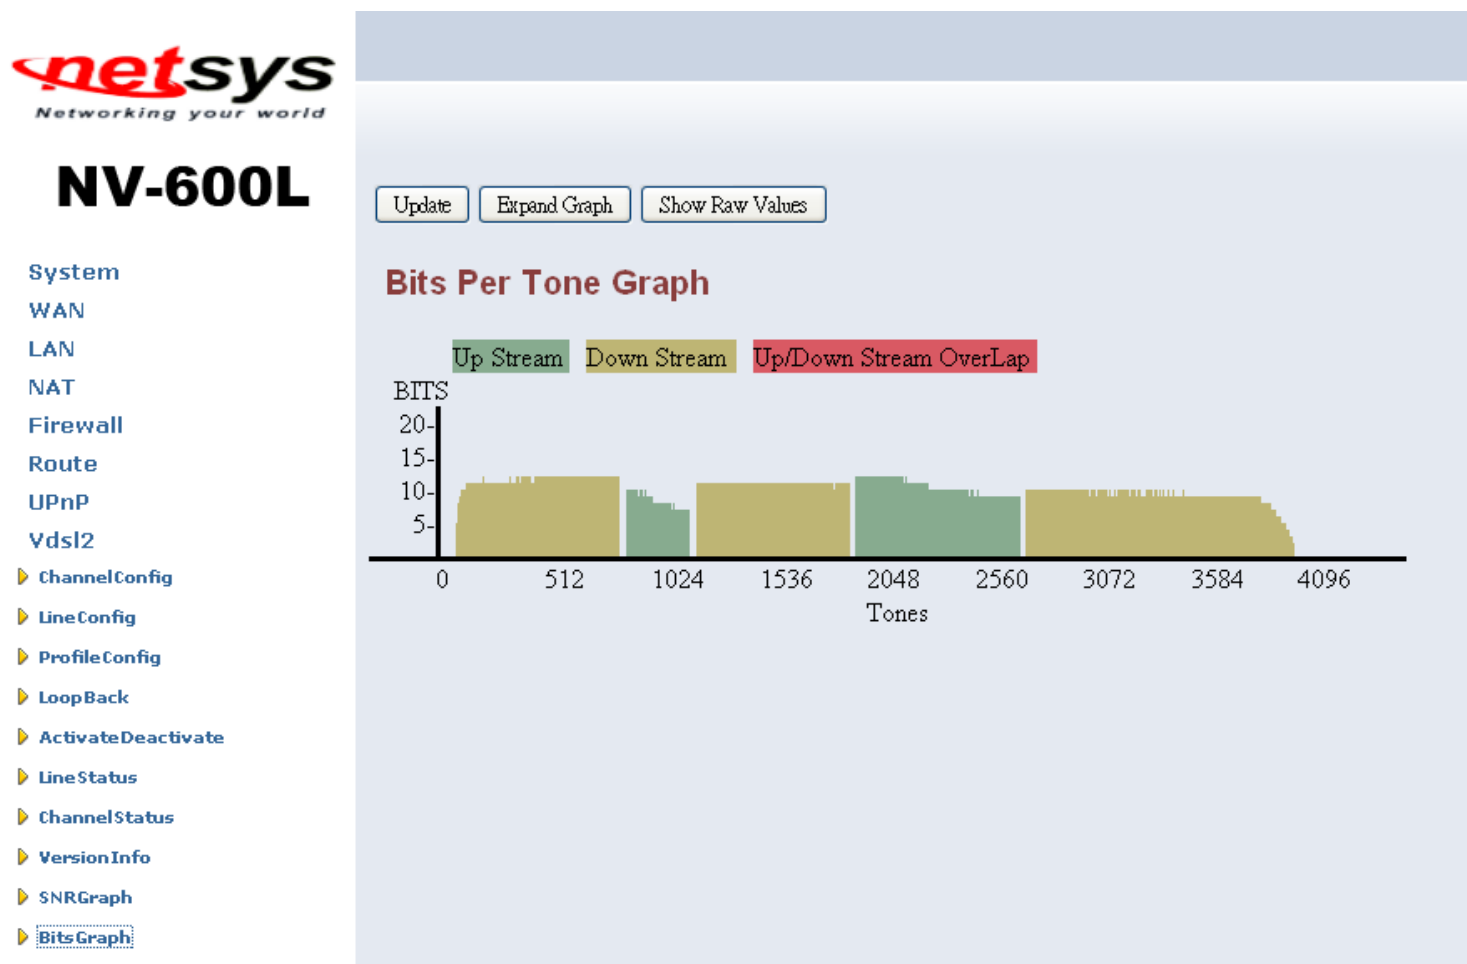 netsys
Networking your world
NV-600L
System
WAN
LAN
NAT
Firewall
Route
UPnP
Vdsl2
ChannelConfig
LineConfig
ProfileConfig
LoopBack
ActivateDeactivate
LineStatus
ChannelStatus
VersionInfo
SNRGraph
BitsGraph
Update Expand Graph Show Raw Values
Bits Per Tone Graph
Up Stream Down Stream Up/Down Stream OverLap
BITS
20-
15-
10-
5-
0 512 1024 1536 2048 2560 3072 3584 4096
Tones